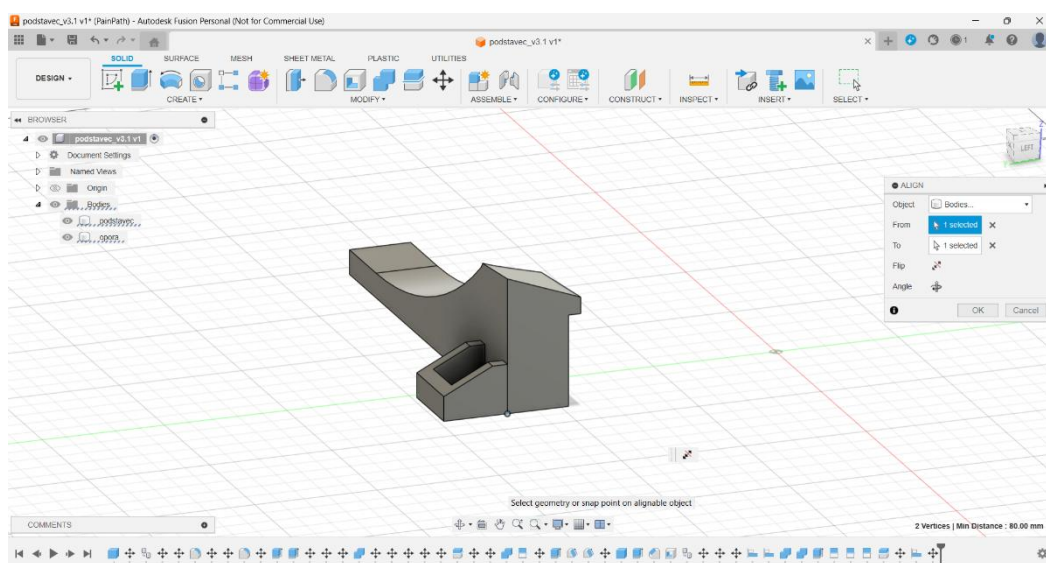 podstavec_v3.1 v1* (PainPath) - Autodesk Fusion Personal (Not for Commercial Use)
podstavec_v3.1 v1*
1
SOLID SURFACE MESH SHEET METAL PLASTIC UTILITIES
DESIGN
CREATE MODIFY ASSEMBLE CONFIGURE CONSTRUCT INSPECT INSERT SELECT
BROWSER
podstavec_v3.1 v1
Document Settings
Named Views
Origin
Bodies
podstavec
opora
Z
LEFT
ALIGN
Object Bodies...
From 1 selected
To 1 selected
Flip
Angle
OK Cancel
Select geometry or snap point on alignable object
COMMENTS
2 Vertices | Min Distance : 80.00 mm